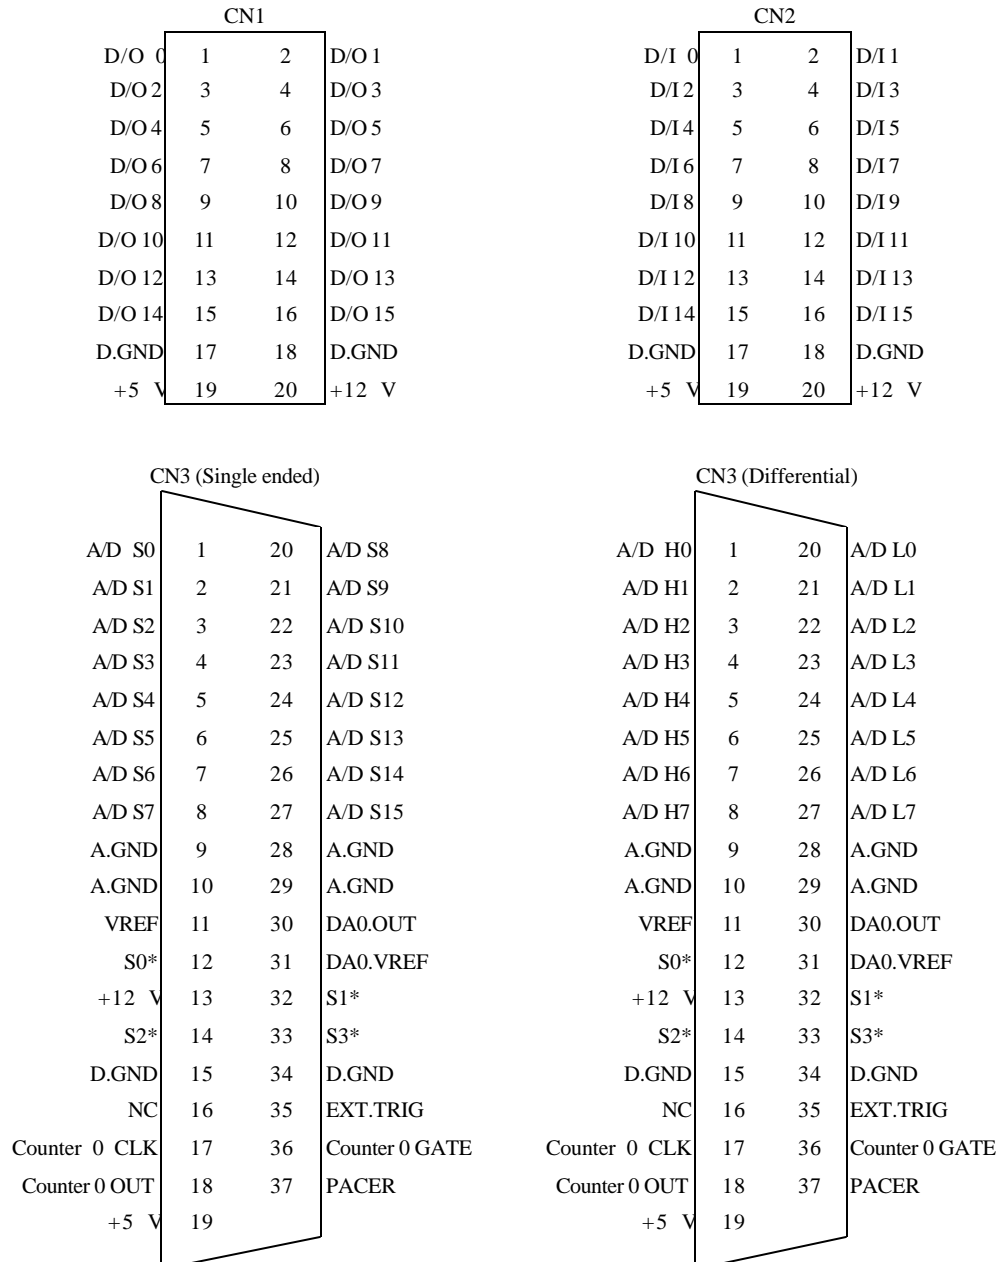 CN1
D/O 0 1 2 D/O 1
D/O 2 3 4 D/O 3
D/O 4 5 6 D/O 5
D/O 6 7 8 D/O 7
D/O 8 9 10 D/O 9
D/O 10 11 12 D/O 11
D/O 12 13 14 D/O 13
D/O 14 15 16 D/O 15
D.GND 17 18 D.GND
+5 V 19 20 +12 V
CN2
D/I 0 1 2 D/I 1
D/I 2 3 4 D/I 3
D/I 4 5 6 D/I 5
D/I 6 7 8 D/I 7
D/I 8 9 10 D/I 9
D/I 10 11 12 D/I 11
D/I 12 13 14 D/I 13
D/I 14 15 16 D/I 15
D.GND 17 18 D.GND
+5 V 19 20 +12 V
CN3 (Single ended)
A/D S0 1 20 A/D S8
A/D S1 2 21 A/D S9
A/D S2 3 22 A/D S10
A/D S3 4 23 A/D S11
A/D S4 5 24 A/D S12
A/D S5 6 25 A/D S13
A/D S6 7 26 A/D S14
A/D S7 8 27 A/D S15
A.GND 9 28 A.GND
A.GND 10 29 A.GND
VREF 11 30 DA0.OUT
S0* 12 31 DA0.VREF
+12 V 13 32 S1*
S2* 14 33 S3*
D.GND 15 34 D.GND
NC 16 35 EXT.TRIG
Counter 0 CLK 17 36 Counter 0 GATE
Counter 0 OUT 18 37 PACER
+5 V 19
CN3 (Differential)
A/D H0 1 20 A/D L0
A/D H1 2 21 A/D L1
A/D H2 3 22 A/D L2
A/D H3 4 23 A/D L3
A/D H4 5 24 A/D L4
A/D H5 6 25 A/D L5
A/D H6 7 26 A/D L6
A/D H7 8 27 A/D L7
A.GND 9 28 A.GND
A.GND 10 29 A.GND
VREF 11 30 DA0.OUT
S0* 12 31 DA0.VREF
+12 V 13 32 S1*
S2* 14 33 S3*
D.GND 15 34 D.GND
NC 16 35 EXT.TRIG
Counter 0 CLK 17 36 Counter 0 GATE
Counter 0 OUT 18 37 PACER
+5 V 19